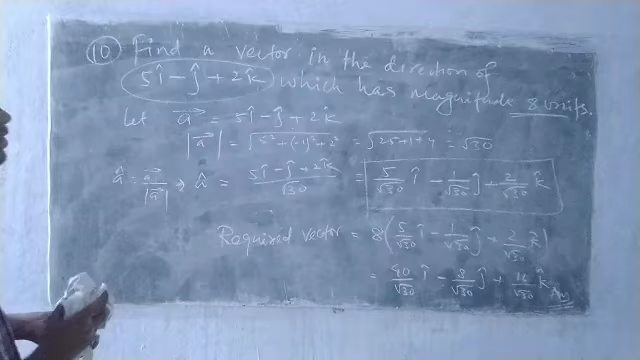 (10) Find a vector in the direction of
5î − ĵ + 2k̂ which has magnitude 8 units.
let a⃗ = 5î − ĵ + 2k̂
|a⃗| = √5² + (-1)² + 2² = √25+1+4 = √30
â = a⃗/|a⃗| ⇒ â = 5î − ĵ + 2k̂/√30 = 5/√30 î − 1/√30 ĵ + 2/√30 k̂
Required vector = 8(5/√30 î − 1/√30 ĵ + 2/√30 k̂)
= 40/√30 î − 8/√30 ĵ + 16/√30 k̂ Ans